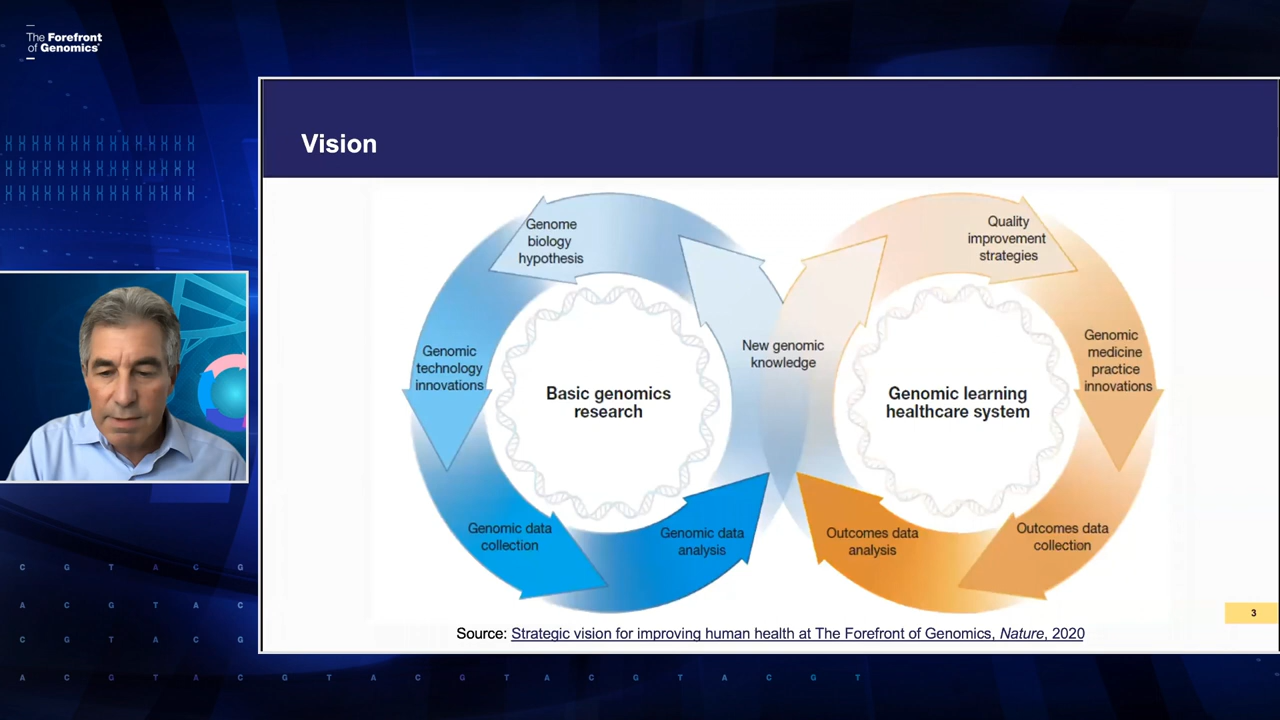 The Forefront
of Genomics®
Vision
Genome
biology
hypothesis
Quality
improvement
strategies
Genomic
technology
innovations
New genomic
knowledge
Genomic
medicine
practice
innovations
Basic genomics
research
Genomic learning
healthcare system
Genomic data
collection
Genomic data
analysis
Outcomes data
analysis
Outcomes data
collection
3
Source: Strategic vision for improving human health at The Forefront of Genomics, Nature, 2020
C G T A C G
A C G T A C
C G T A C G
A C G T A C G T A C G T A C G T A C G T